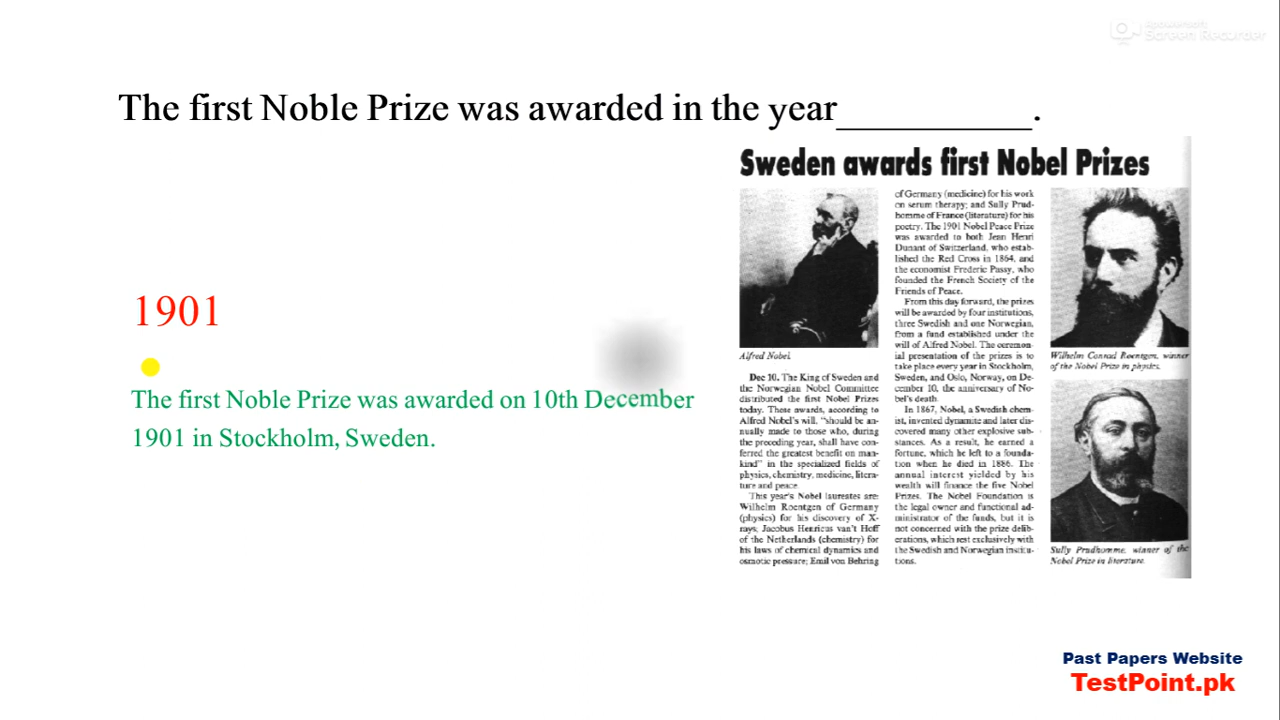 Apowersoft
Screen Recorder
The first Noble Prize was awarded in the year__________.
1901
The first Noble Prize was awarded on 10th December
1901 in Stockholm, Sweden.
Sweden awards first Nobel Prizes
Alfred Nobel.
Dec 10. The King of Sweden and
the Norwegian Nobel Committee
distributed the first Nobel Prizes
today. These awards, according to
Alfred Nobel's will, "should be an-
nually made to those who, during
the preceding year, shall have con-
ferred the greatest benefit on man-
kind" in the specialized fields of
physics, chemistry, medicine, litera-
ture and peace.
This year's Nobel laureates are:
Wilhelm Roentgen of Germany
(physics) for his discovery of X-
rays; Jacobus Henricus van't Hoff
of the Netherlands (chemistry) for
his laws of chemical dynamics and
osmotic pressure; Emil von Behring
of Germany (medicine) for his work
on serum therapy; and Sully Prud-
homme of France (literature) for his
poetry. The 1901 Nobel Peace Prize
was awarded to both Jean Henri
Dunant of Switzerland, who estab-
lished the Red Cross in 1864, and
the economist Frederic Passy, who
founded the French Society of the
Friends of Peace.
From this day forward, the prizes
will be awarded by four institutions,
three Swedish and one Norwegian,
from a fund established under the
will of Alfred Nobel. The ceremon-
ial presentation of the prizes is to
take place every year in Stockholm,
Sweden, and Oslo, Norway, on De-
cember 10, the anniversary of No-
bel's death.
In 1867, Nobel, a Swedish chem-
ist, invented dynamite and later dis-
covered many other explosive sub-
stances. As a result, he earned a
fortune, which he left to a founda-
tion when he died in 1886. The
annual interest yielded by his
wealth will finance the five Nobel
Prizes. The Nobel Foundation is
the legal owner and functional ad-
ministrator of the funds, but it is
not concerned with the prize delib-
erations, which rest exclusively with
the Swedish and Norwegian institu-
tions.
Wilhelm Conrad Roentgen, winner
of the Nobel Prize in physics.
Sully Prudhomme, winner of the
Nobel Prize in literature.
Past Papers Website
TestPoint.pk